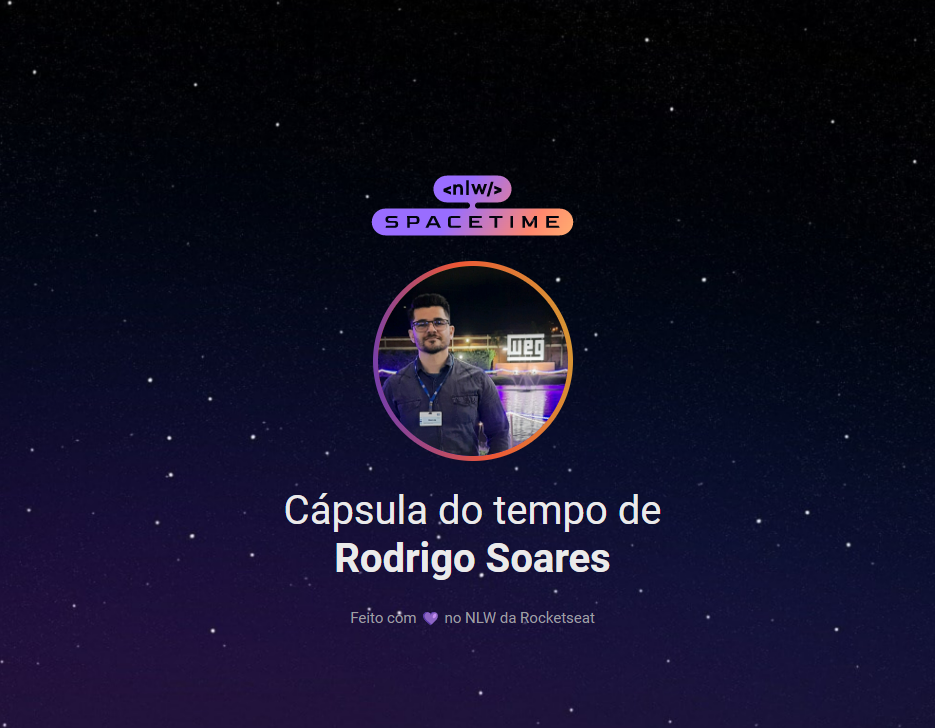 <nlw/>
SPACETIME
weg
Cápsula do tempo de
Rodrigo Soares
Feito com 💜 no NLW da Rocketseat